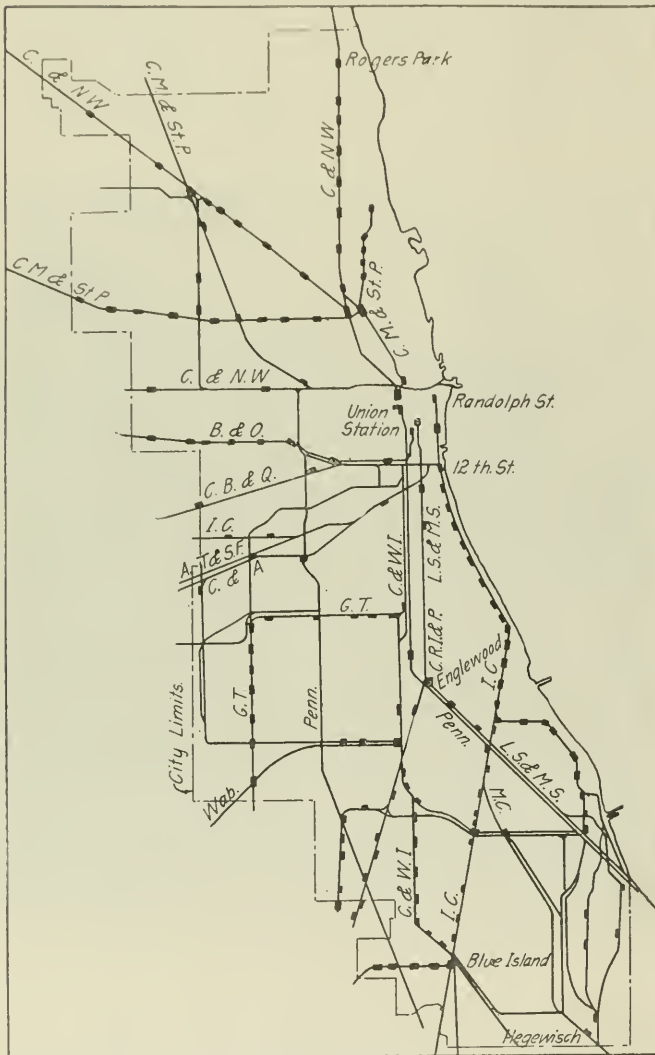 Rogers Park
C. & N W
C. M & St. P.
C. & N W
C M & St P.
C. M. & St. P.
C. & N. W
Randolph St.
Union
Station
B. & O.
12 th. St.
C. B. & Q.
I. C.
A. T & S. F.
C. &
A
C. & W. I.
L. S. & M. S.
G. T.
C. R. I. & P.
Englewood
I. C
G. T.
Penn.
Penn.
City Limits.
L. S. & M. S.
Wab.
M. C.
C. & W. I
I. C.
Blue Island
Hegewisch